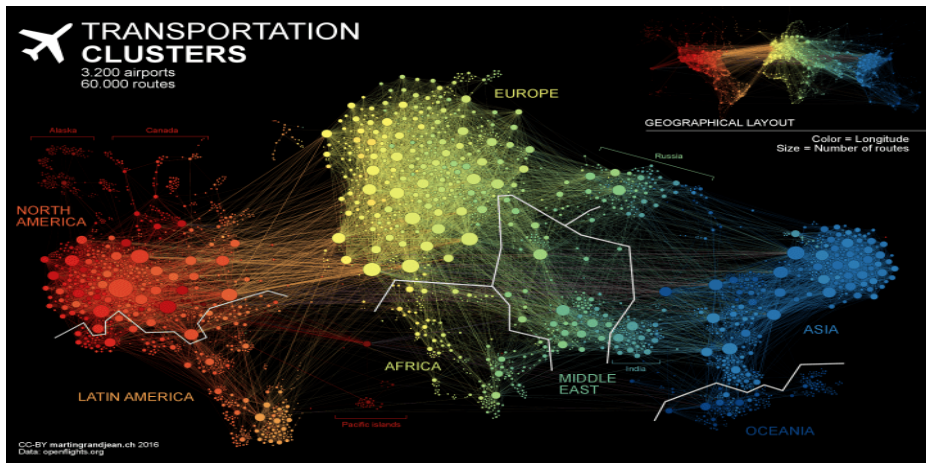 TRANSPORTATION
CLUSTERS
3.200 airports
60.000 routes
EUROPE
GEOGRAPHICAL LAYOUT
Color = Longitude
Size = Number of routes
Alaska
Canada
Russia
NORTH
AMERICA
ASIA
AFRICA
MIDDLE
EAST
India
LATIN AMERICA
Pacific islands
OCEANIA
CC-BY martingrandjean.ch 2016
Data: openflights.org